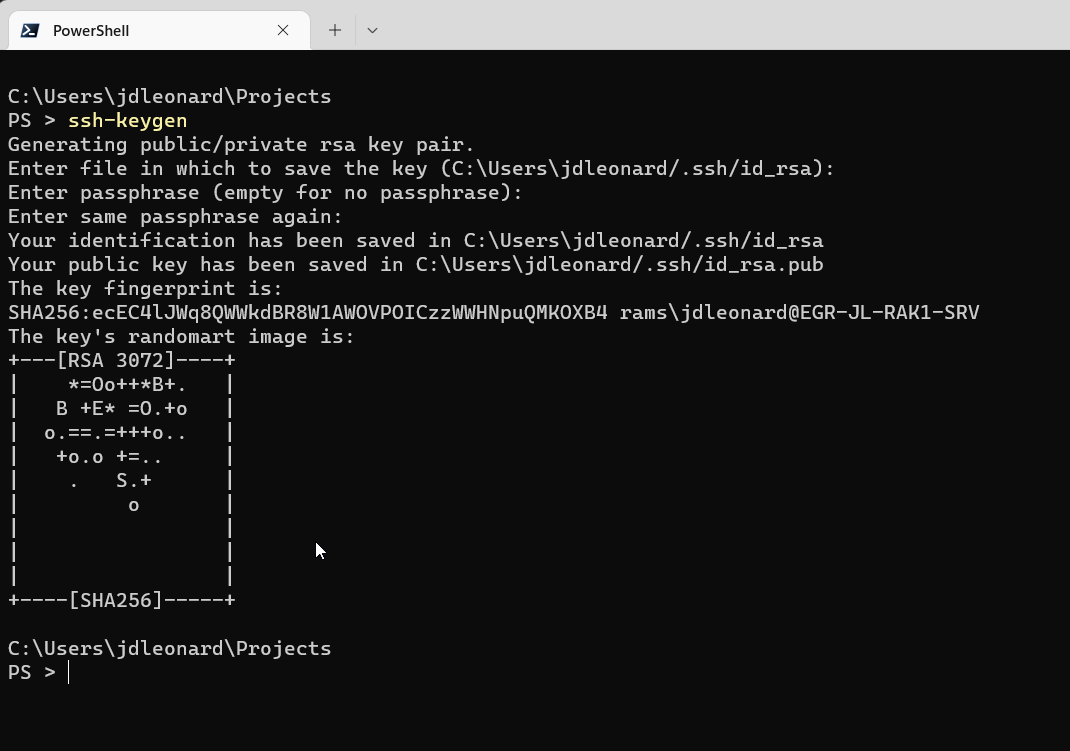 PowerShell
C:\Users\jdleonard\Projects
PS > ssh-keygen
Generating public/private rsa key pair.
Enter file in which to save the key (C:\Users\jdleonard/.ssh/id_rsa):
Enter passphrase (empty for no passphrase):
Enter same passphrase again:
Your identification has been saved in C:\Users\jdleonard/.ssh/id_rsa
Your public key has been saved in C:\Users\jdleonard/.ssh/id_rsa.pub
The key fingerprint is:
SHA256:ecEC4lJWq8QWWkdBR8W1AWOVPOICzzWWHNpuQMKOXB4 rams\jdleonard@EGR-JL-RAK1-SRV
The key's randomart image is:
+---[RSA 3072]----+
|    *=Oo++*B+.   |
|   B +E* =O.+o   |
|  o.==.=+++o..   |
|   +o.o +=..     |
|    .   S.+      |
|         o       |
|                 |
|                 |
|                 |
+----[SHA256]-----+
C:\Users\jdleonard\Projects
PS >